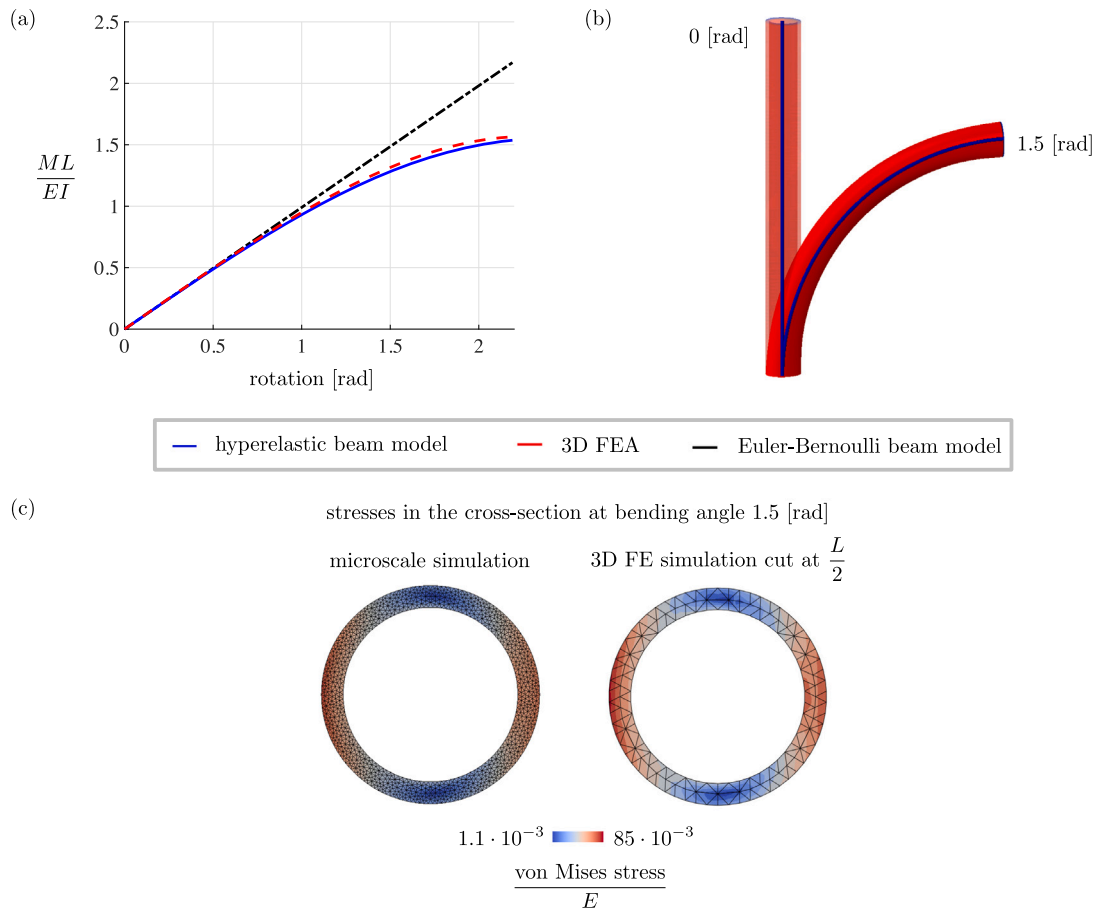 (a)
2.5
2
1.5
1
0.5
0
ML
EI
0 0.5 1 1.5 2
rotation [rad]
(b)
0 [rad]
1.5 [rad]
hyperelastic beam model 3D FEA Euler-Bernoulli beam model
(c)
stresses in the cross-section at bending angle 1.5 [rad]
microscale simulation
3D FE simulation cut at L/2
1.1 · 10⁻³ 85 · 10⁻³
von Mises stress
E